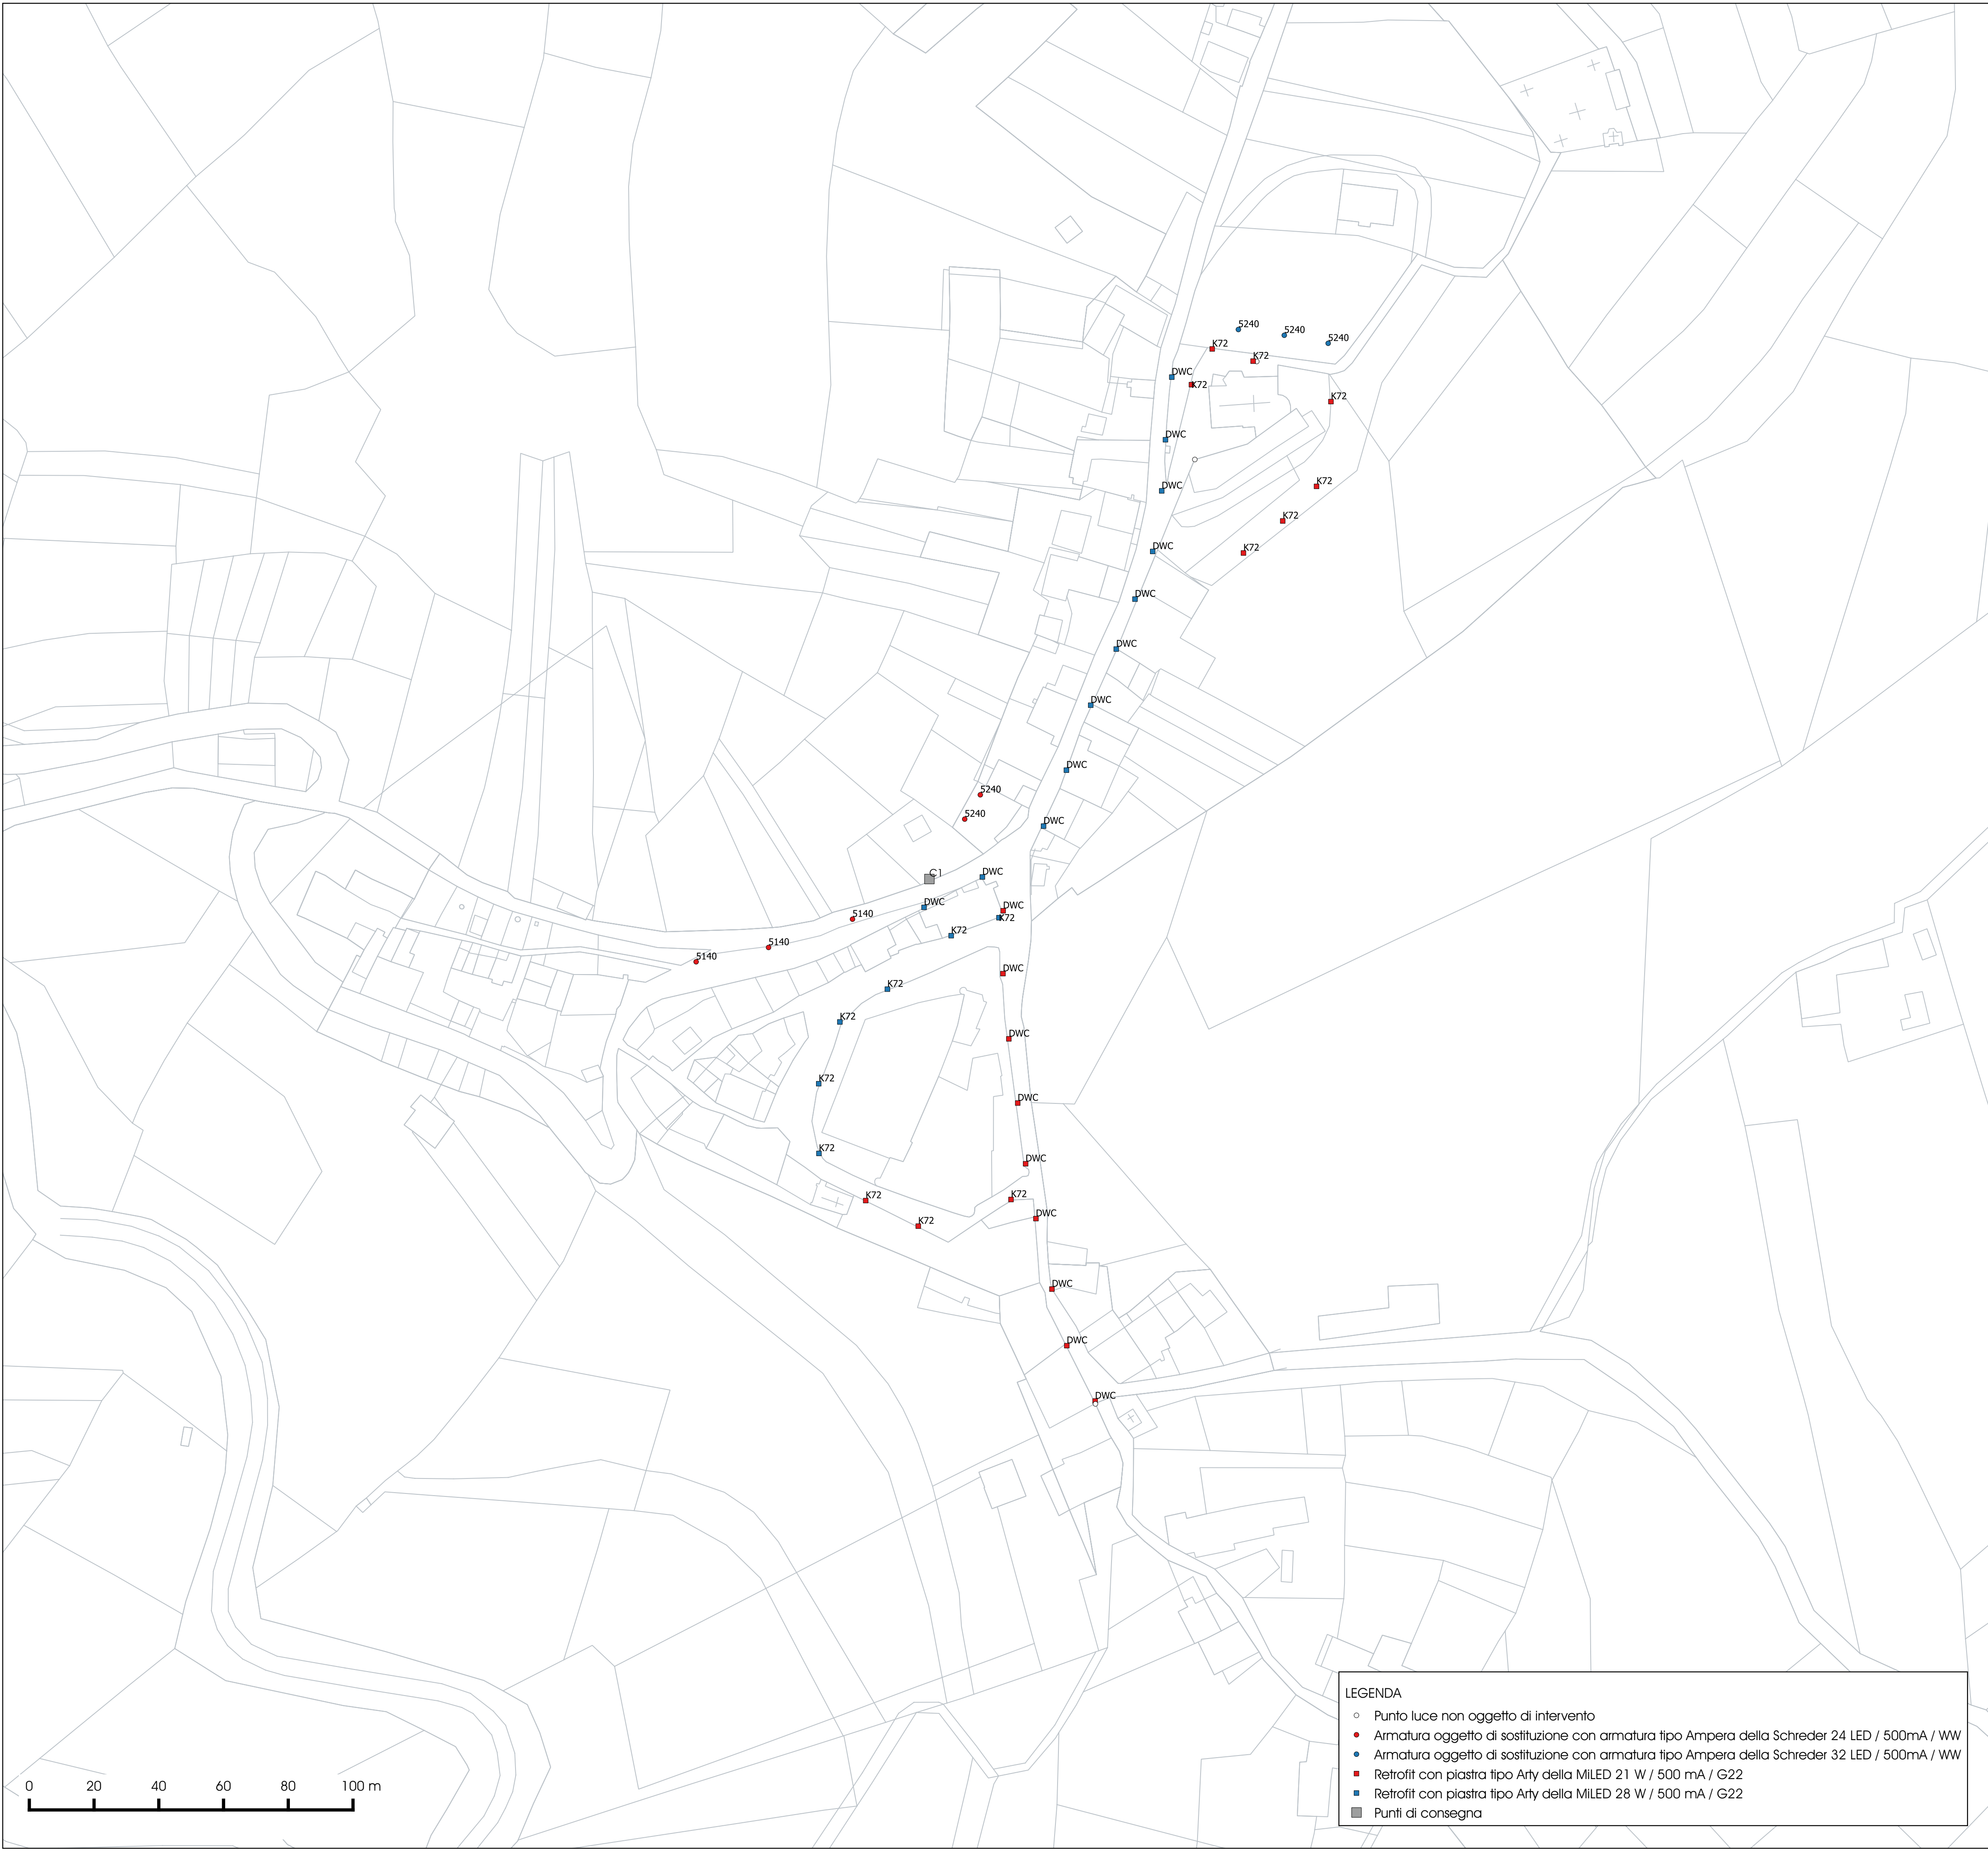 5240
5240
5240
K72
K72
DWC
K72
K72
DWC
K72
DWC
K72
DWC
K72
DWC
DWC
DWC
DWC
5240
5240
DWC
C1
DWC
DWC
DWC
5140
K72
K72
5140
5140
DWC
K72
K72
DWC
K72
DWC
K72
DWC
K72
K72
K72
DWC
DWC
DWC
DWC
LEGENDA
Punto luce non oggetto di intervento
Armatura oggetto di sostituzione con armatura tipo Ampera della Schreder 24 LED / 500mA / WW
Armatura oggetto di sostituzione con armatura tipo Ampera della Schreder 32 LED / 500mA / WW
Retrofit con piastra tipo Arty della MiLED 21 W / 500 mA / G22
Retrofit con piastra tipo Arty della MiLED 28 W / 500 mA / G22
Punti di consegna
0 20 40 60 80 100 m